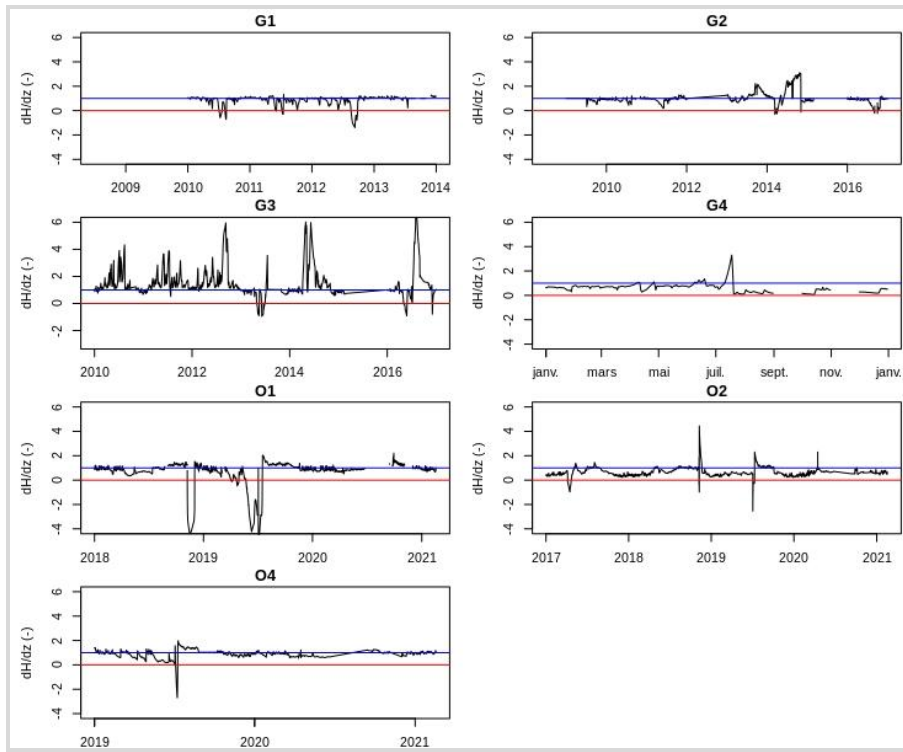 G1
dH/dz (-)
6
4
2
0
-2
-4
2009 2010 2011 2012 2013 2014
G2
dH/dz (-)
6
4
2
0
-2
-4
2010 2012 2014 2016
G3
dH/dz (-)
6
4
2
0
-2
2010 2012 2014 2016
G4
dH/dz (-)
6
4
2
0
-2
-4
janv. mars mai juil. sept. nov. janv.
O1
dH/dz (-)
6
4
2
0
-2
-4
2018 2019 2020 2021
O2
dH/dz (-)
6
4
2
0
-2
-4
2017 2018 2019 2020 2021
O4
dH/dz (-)
6
4
2
0
-2
-4
2019 2020 2021